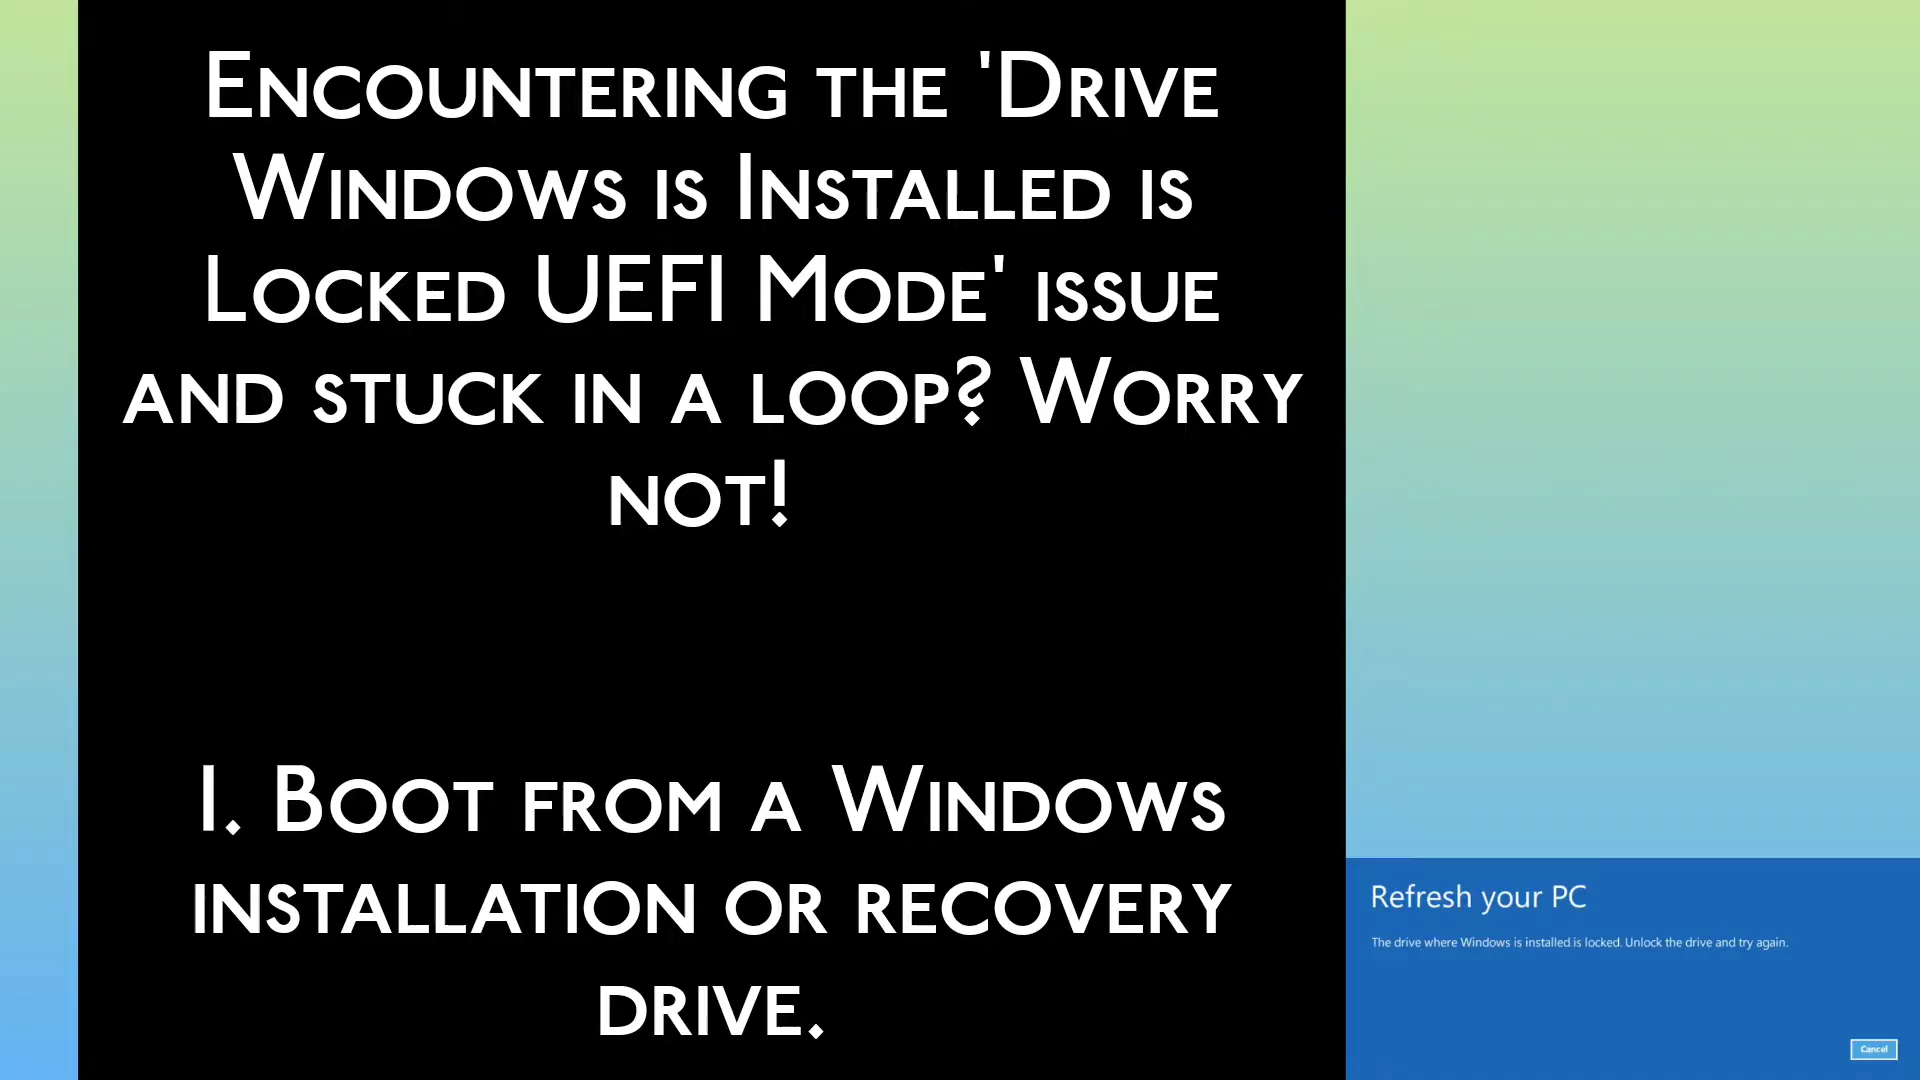 Encountering the 'Drive
Windows is Installed is
Locked UEFI Mode' issue
and stuck in a loop? Worry
not!
1. Boot from a Windows
installation or recovery
drive.
Refresh your PC
The drive where Windows is installed is locked. Unlock the drive and try again.
Cancel